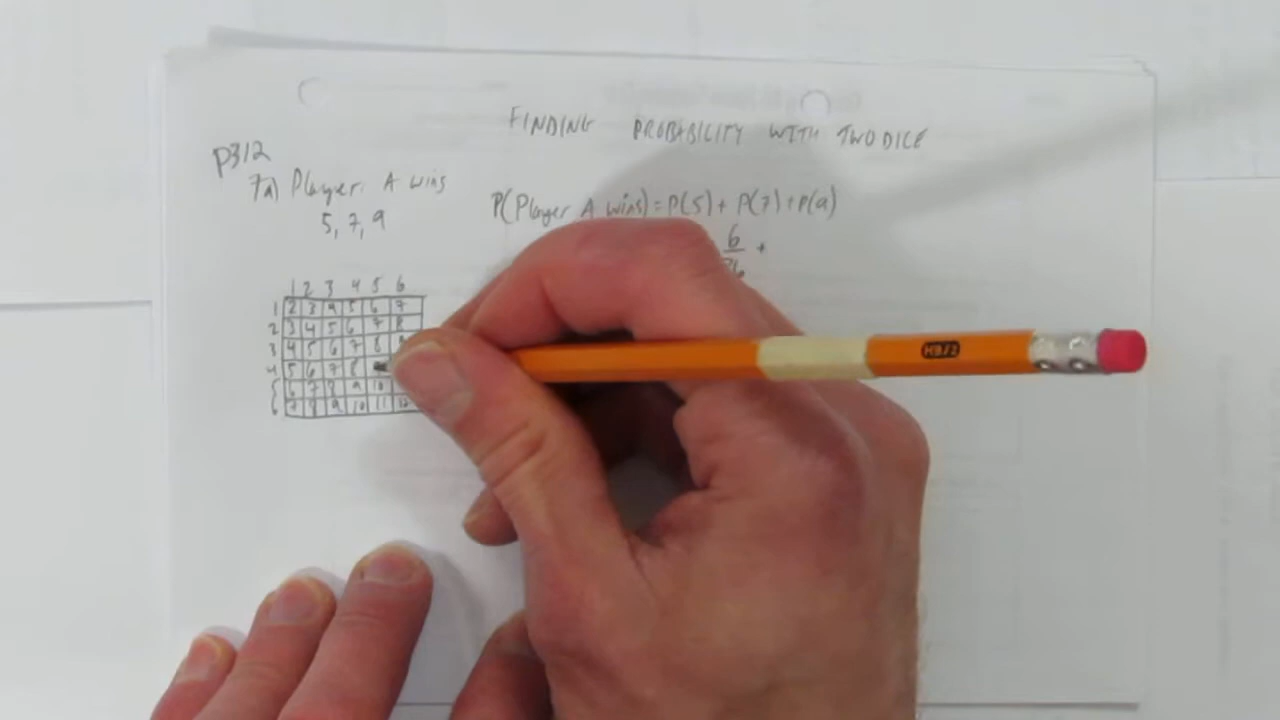 FINDING PROBABILITY WITH TWO DICE
P312
7a) Player A wins
5, 7, 9
P(Player A wins) = P(5) + P(7) + P(9)
6 +
1 2 3 4 5 6
1 2 3 4 5 6 7
2 3 4 5 6 7 8
3 4 5 6 7 8
4 5 6 7 8
5 6 7 8 9 10
6 7 8 9 10 11 12
HB/2